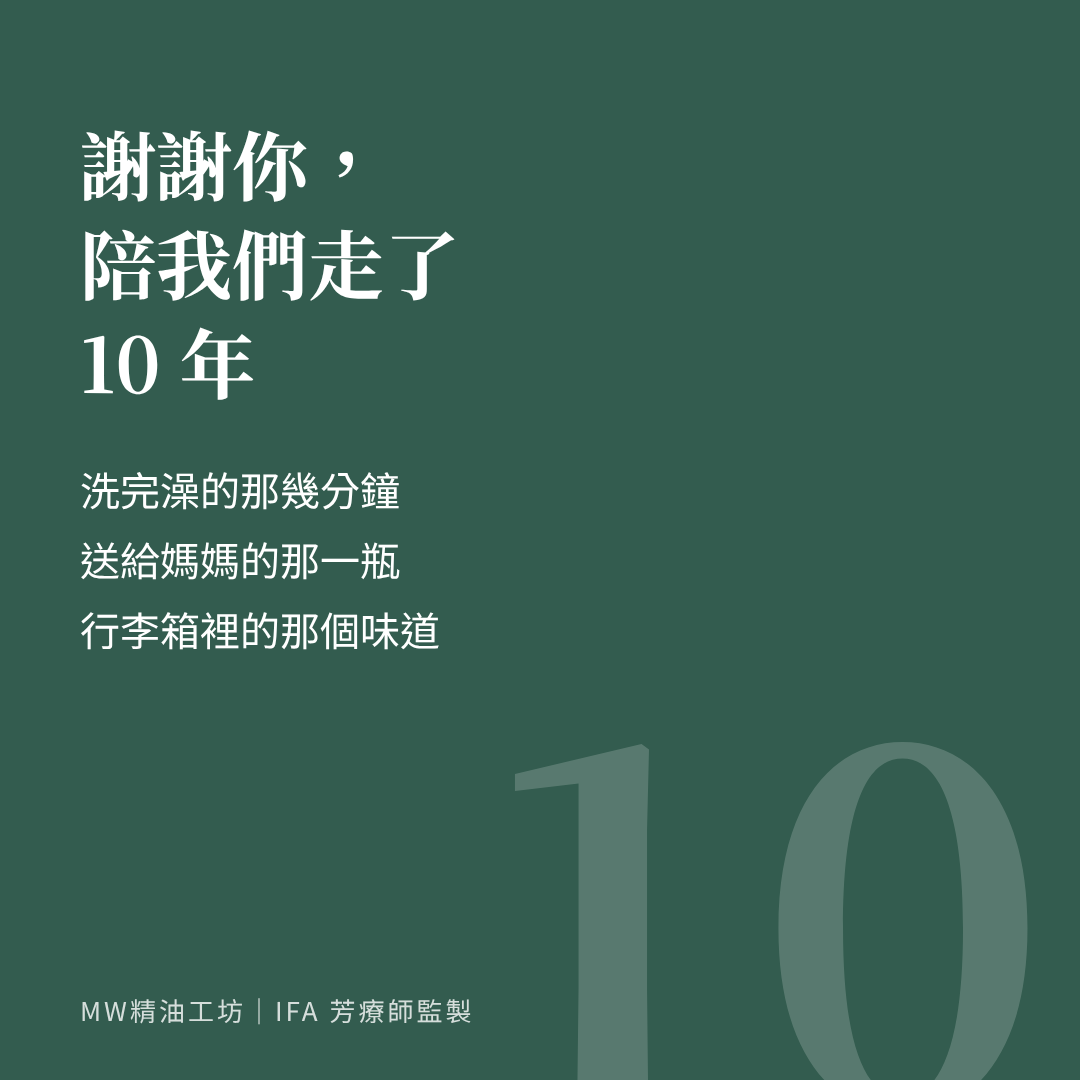 謝謝你，
陪我們走了
10 年
洗完澡的那幾分鐘
送給媽媽的那一瓶
行李箱裡的那個味道
10
MW精油工坊｜IFA 芳療師監製